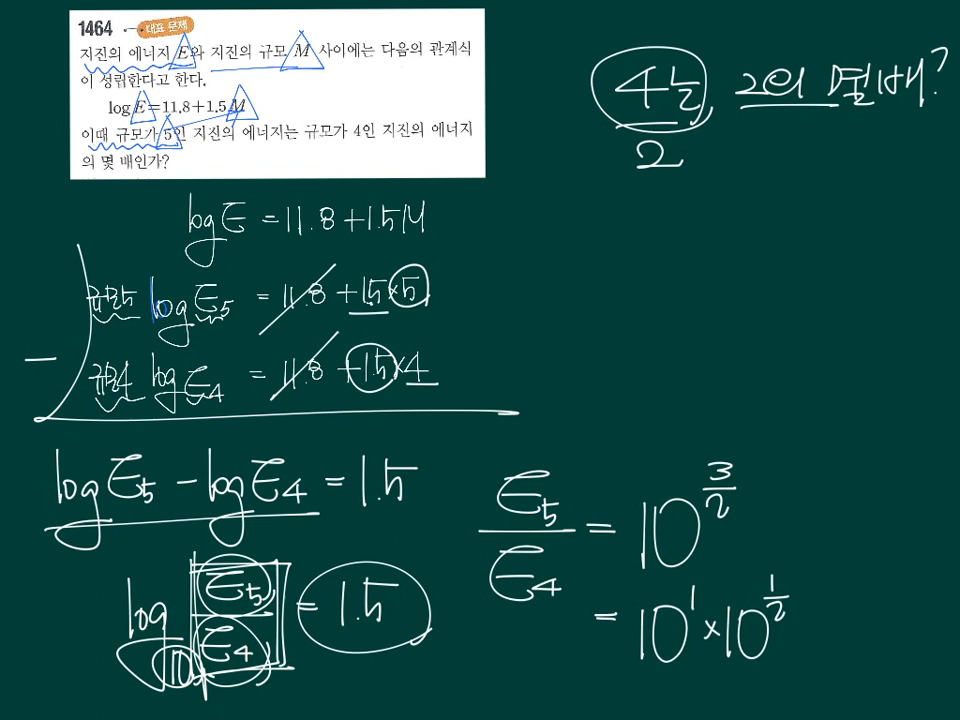 1464 대표 문제
지진의 에너지 E와 지진의 규모 M 사이에는 다음의 관계식
이 성립한다고 한다.
log E=11.8+1.5M
이때 규모가 5인 지진의 에너지는 규모가 4인 지진의 에너지
의 몇 배인가?
4는 2의 몇배?
2
log E = 11.8 + 1.5M
규모5 log E₅ = 11.8 + 1.5×5
− 규모4 log E₄ = 11.8 + 1.5×4
log E₅ − log E₄ = 1.5
log₁₀ E₅/E₄ = 1.5
E₅/E₄ = 10^(3/2)
= 10¹ × 10^(1/2)